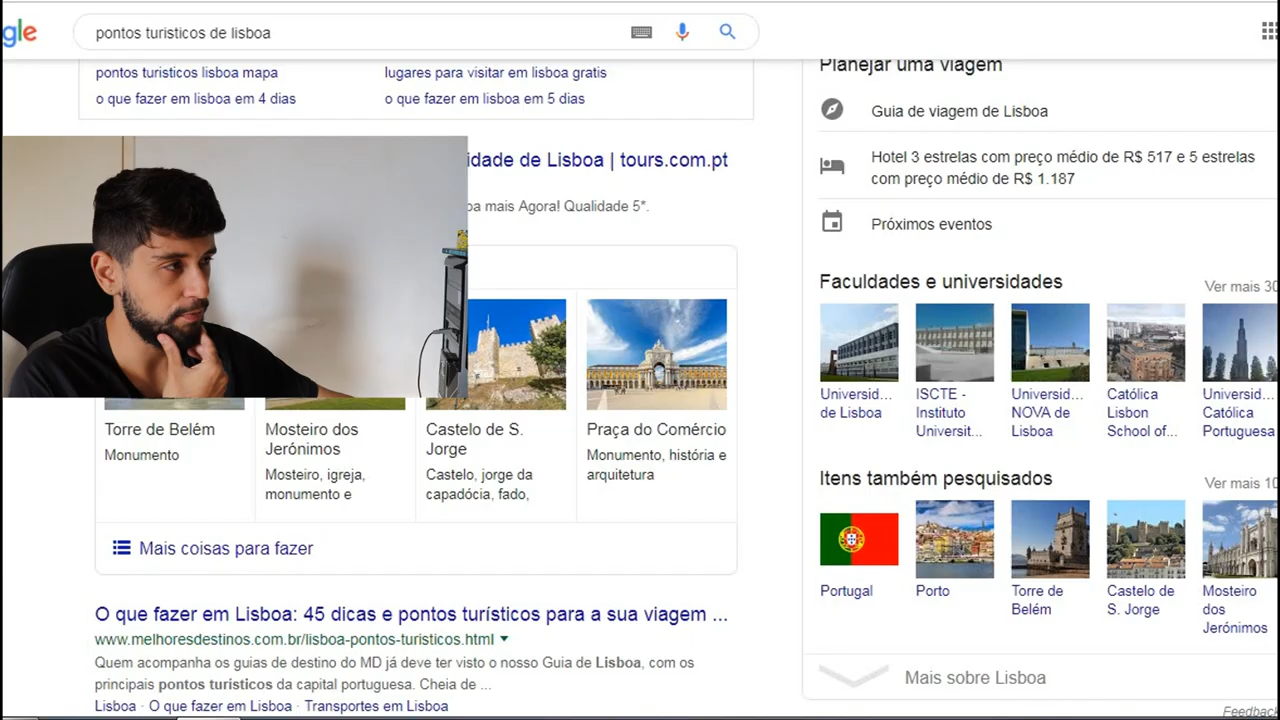 gle
pontos turisticos de lisboa
pontos turisticos lisboa mapa
lugares para visitar em lisboa gratis
o que fazer em lisboa em 4 dias
o que fazer em lisboa em 5 dias
idade de Lisboa | tours.com.pt
oa mais Agora! Qualidade 5*.
Torre de Belém
Monumento
Mosteiro dos
Jerónimos
Mosteiro, igreja,
monumento e
Castelo de S.
Jorge
Castelo, jorge da
capadócia, fado,
Praça do Comércio
Monumento, história e
arquitetura
Mais coisas para fazer
O que fazer em Lisboa: 45 dicas e pontos turísticos para a sua viagem ...
www.melhoresdestinos.com.br/lisboa-pontos-turisticos.html
Quem acompanha os guias de destino do MD já deve ter visto o nosso Guia de Lisboa, com os
principais pontos turísticos da capital portuguesa. Cheia de ...
Lisboa · O que fazer em Lisboa · Transportes em Lisboa
Planejar uma viagem
Guia de viagem de Lisboa
Hotel 3 estrelas com preço médio de R$ 517 e 5 estrelas
com preço médio de R$ 1.187
Próximos eventos
Faculdades e universidades
Ver mais 30
Universid...
de Lisboa
ISCTE -
Instituto
Universit...
Universid...
NOVA de
Lisboa
Católica
Lisbon
School of...
Universid...
Católica
Portuguesa
Itens também pesquisados
Ver mais 10
Portugal
Porto
Torre de
Belém
Castelo de
S. Jorge
Mosteiro
dos
Jerónimos
Mais sobre Lisboa
Feedback